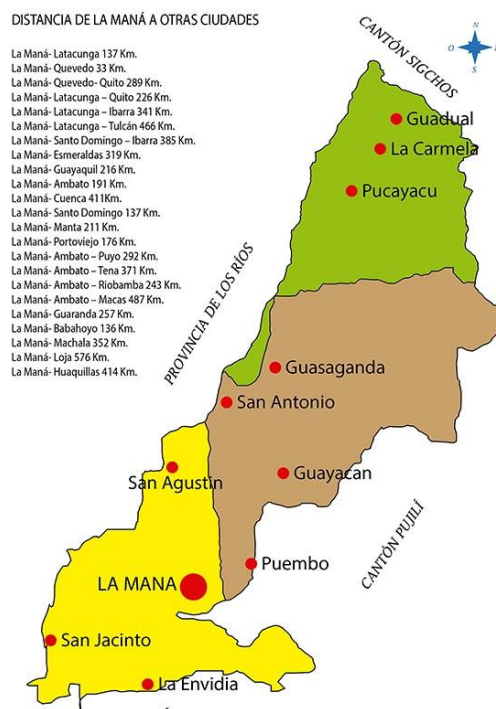 DISTANCIA DE LA MANÁ A OTRAS CIUDADES
La Maná- Latacunga 137 Km.
La Maná- Quevedo 33 Km.
La Maná- Quevedo- Quito 289 Km.
La Maná- Latacunga – Quito 226 Km.
La Maná- Latacunga – Ibarra 341 Km.
La Maná- Latacunga – Tulcán 466 Km.
La Maná- Santo Domingo – Ibarra 385 Km.
La Maná- Esmeraldas 319 Km.
La Maná- Guayaquil 216 Km.
La Maná- Ambato 191 Km.
La Maná- Cuenca 411Km.
La Maná- Santo Domingo 137 Km.
La Maná- Manta 211 Km.
La Maná- Portoviejo 176 Km.
La Maná- Ambato – Puyo 292 Km.
La Maná- Ambato – Tena 371 Km.
La Maná- Ambato – Riobamba 243 Km.
La Maná- Ambato – Macas 487 Km.
La Maná- Guaranda 257 Km.
La Maná- Babahoyo 136 Km.
La Maná- Machala 352 Km.
La Maná- Loja 576 Km.
La Maná- Huaquillas 414 Km.
CANTÓN SIGCHOS
N
O
S
Guadual
La Carmela
Pucayacu
PROVINCIA DE LOS RÍOS
Guasaganda
San Antonio
San Agustín
Guayacan
CANTÓN PUJILÍ
Puembo
LA MANA
San Jacinto
La Envidia